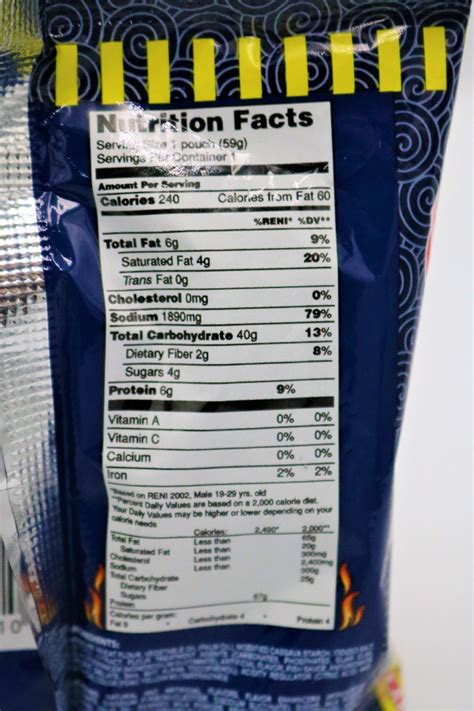 Nutrition Facts
Serving Size 1 pouch (59g)
Servings Per Container 1
Amount Per Serving
Calories 240 Calories from Fat 60
%RENI* %DV**
Total Fat 6g 9%
Saturated Fat 4g 20%
Trans Fat 0g
Cholesterol 0mg 0%
Sodium 1890mg 79%
Total Carbohydrate 40g 13%
Dietary Fiber 2g 8%
Sugars 4g
Protein 6g 9%
Vitamin A 0% 0%
Vitamin C 0% 0%
Calcium 0% 0%
Iron 2% 2%
*Based on RENI 2002, Male 19-29 yrs. old
**Percent Daily Values are based on a 2,000 calorie diet.
Your Daily Values may be higher or lower depending on your
calorie needs
Calories: 2,490* 2,000**
Total Fat Less than 65g
Saturated Fat Less than 20g
Cholesterol Less than 300mg
Sodium Less than 2,400mg
Total Carbohydrate 300g
Dietary Fiber 25g
Sugars
Protein 67g
Calories per gram:
Fat 9 Carbohydrate 4 Protein 4